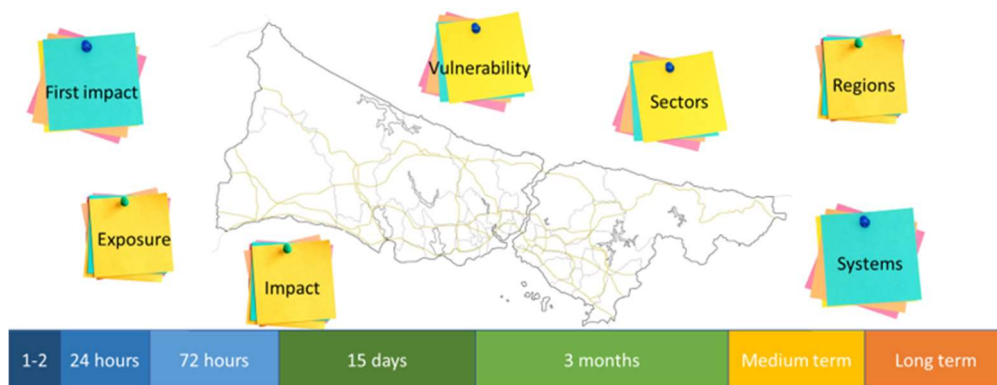 First impact
Vulnerability
Sectors
Regions
Exposure
Impact
Systems
1-2
24 hours
72 hours
15 days
3 months
Medium term
Long term